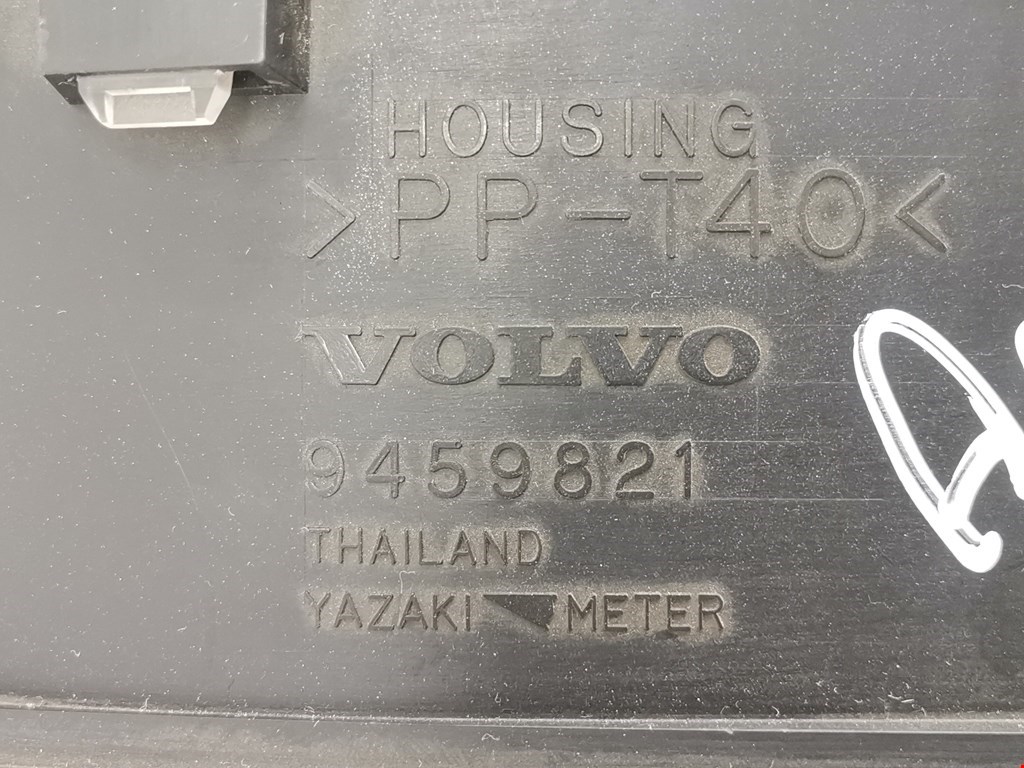 HOUSING
>PP-T40<
VOLVO
9459821
THAILAND
YAZAKI METER